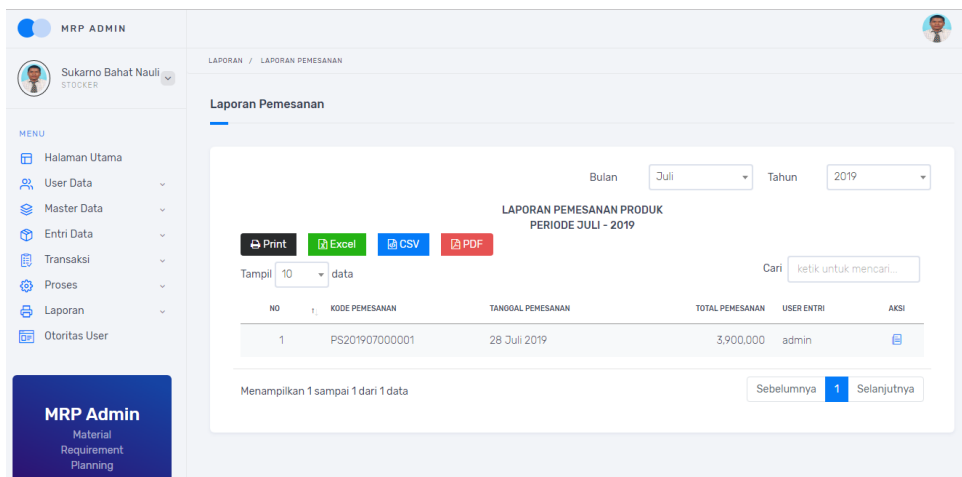 MRP ADMIN
Sukarno Bahat Nauli
STOCKER
MENU
Halaman Utama
User Data
Master Data
Entri Data
Transaksi
Proses
Laporan
Otoritas User
MRP Admin
Material
Requirement
Planning
LAPORAN / LAPORAN PEMESANAN
Laporan Pemesanan
Bulan Juli Tahun 2019
LAPORAN PEMESANAN PRODUK
PERIODE JULI - 2019
Print Excel CSV PDF
Tampil 10 data
Cari ketik untuk mencari...
NO KODE PEMESANAN TANGGAL PEMESANAN TOTAL PEMESANAN USER ENTRI AKSI
1 PS201907000001 28 Juli 2019 3,900,000 admin
Menampilkan 1 sampai 1 dari 1 data
Sebelumnya 1 Selanjutnya